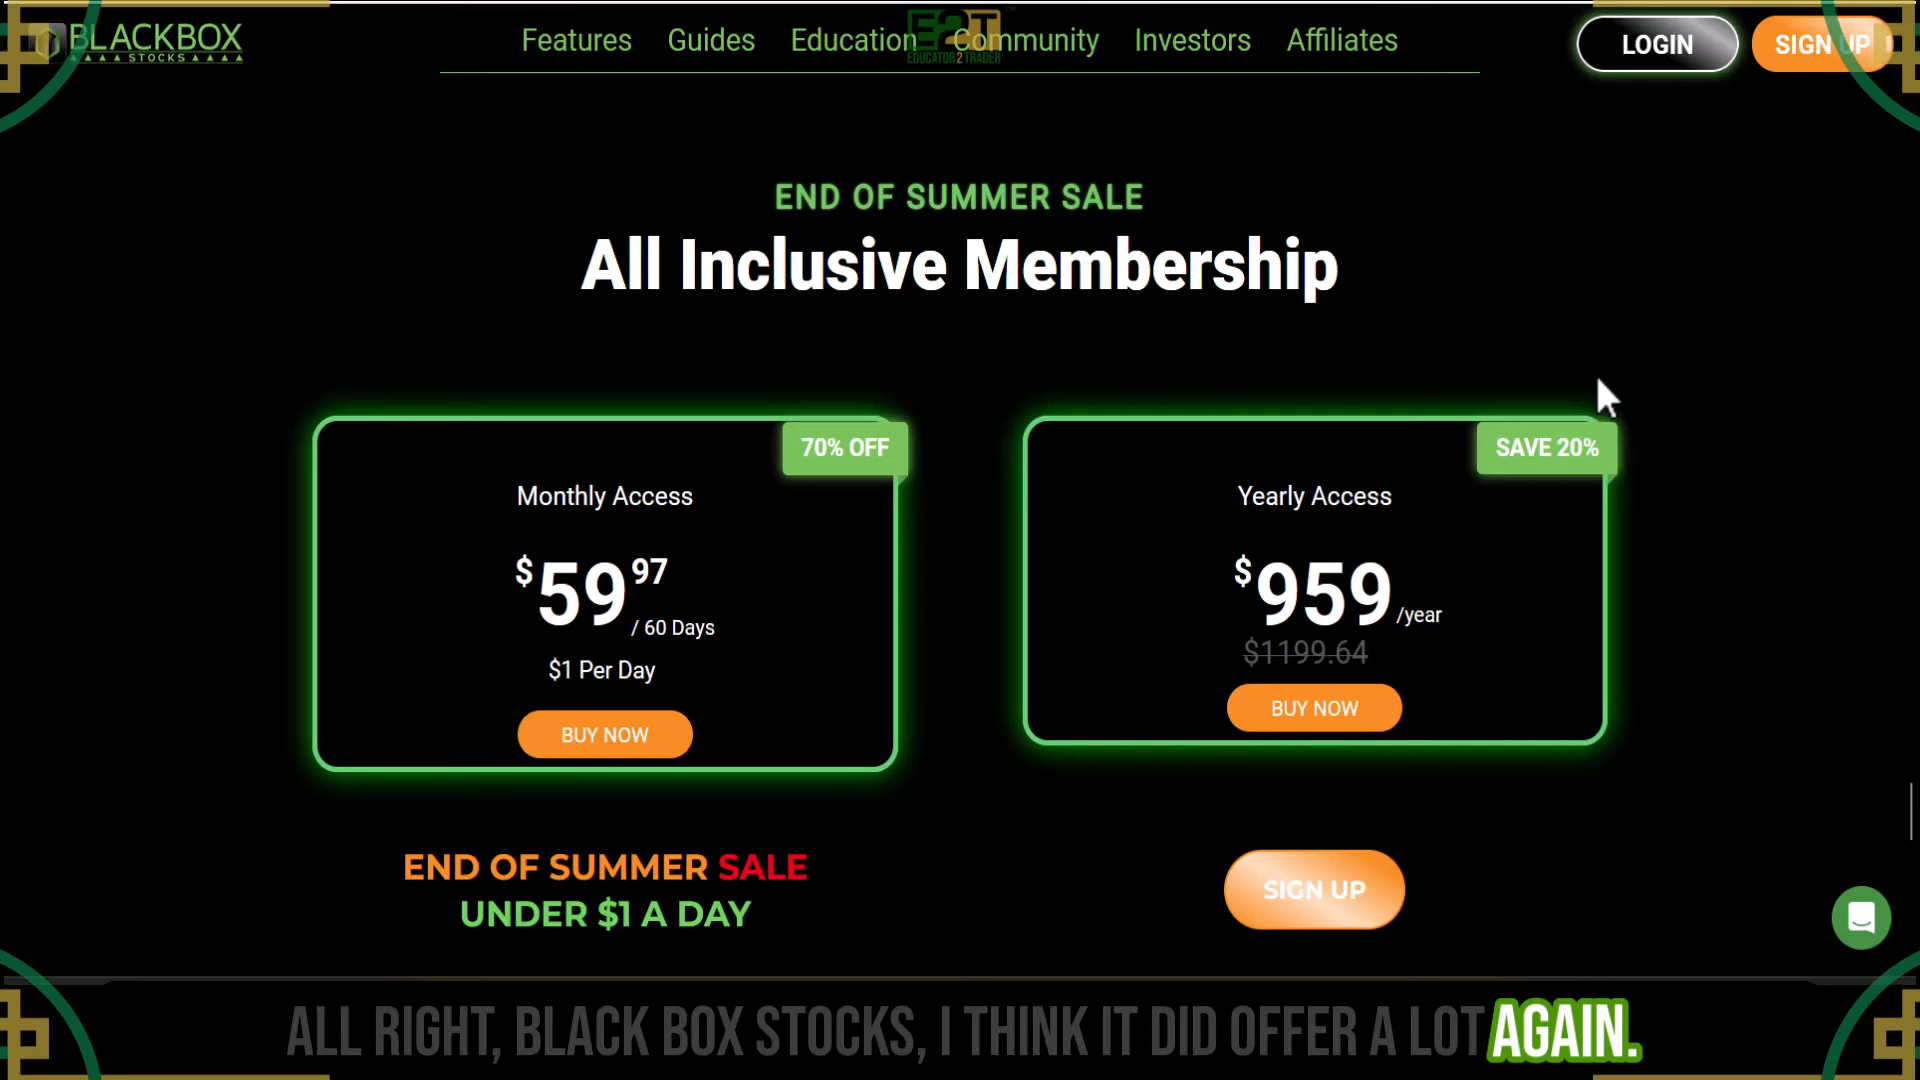 BLACKBOX
STOCKS
Features
Guides
Education
Community
Investors
Affiliates
E2T
EDUCATOR2TRADER
LOGIN
SIGN UP
END OF SUMMER SALE
All Inclusive Membership
70% OFF
Monthly Access
$59 97
/ 60 Days
$1 Per Day
BUY NOW
SAVE 20%
Yearly Access
$959 /year
$1199.64
BUY NOW
END OF SUMMER SALE
UNDER $1 A DAY
SIGN UP
ALL RIGHT, BLACK BOX STOCKS, I THINK IT DID OFFER A LOT AGAIN.